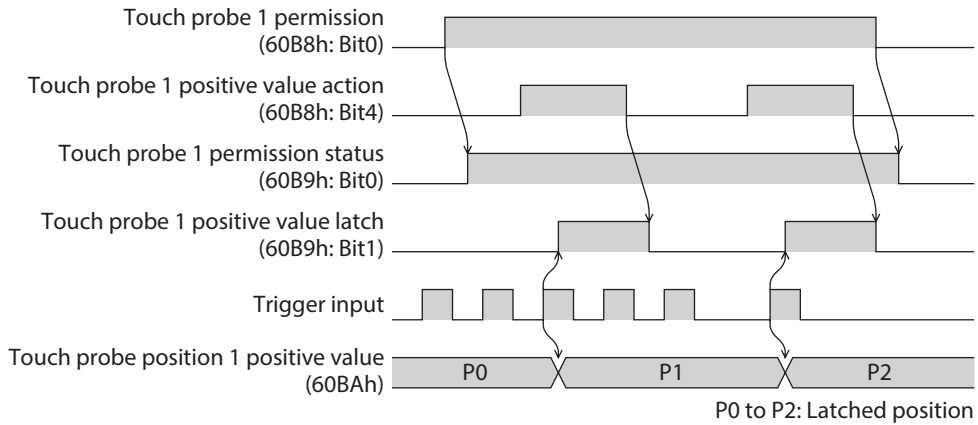 Touch probe 1 permission
(60B8h: Bit0)
Touch probe 1 positive value action
(60B8h: Bit4)
Touch probe 1 permission status
(60B9h: Bit0)
Touch probe 1 positive value latch
(60B9h: Bit1)
Trigger input
Touch probe position 1 positive value
(60BAh)
P0 P1 P2
P0 to P2: Latched position